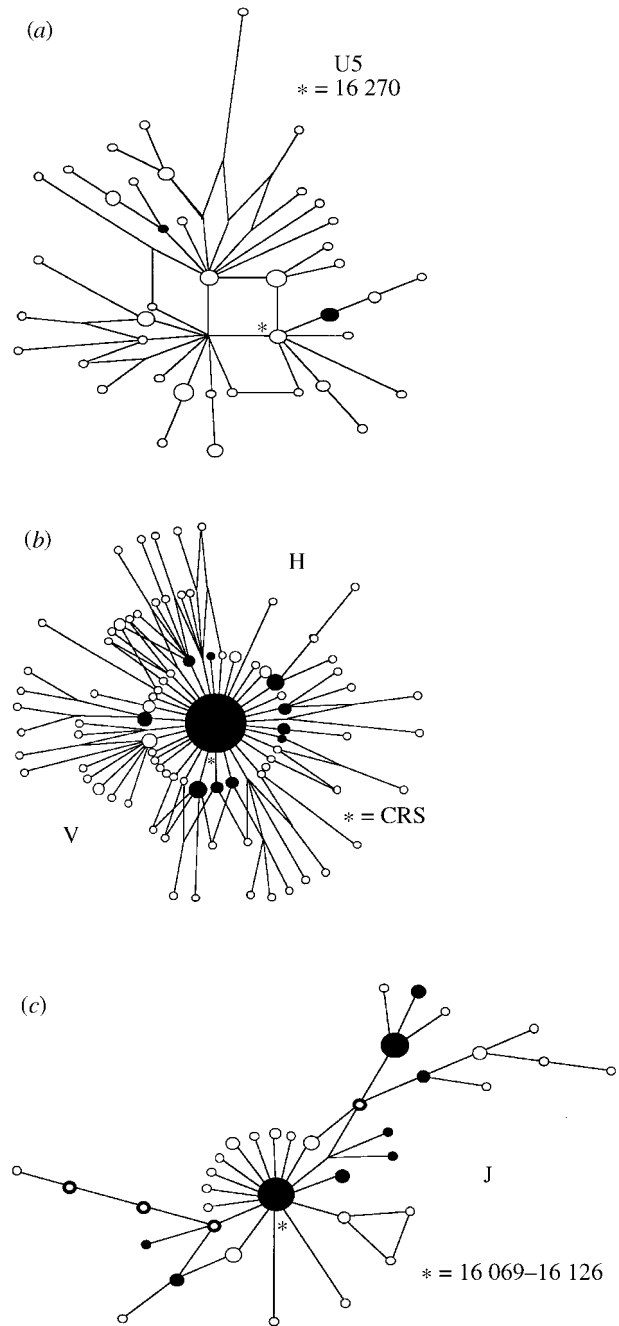 (a)
U5
* = 16 270
*
(b)
H
*
* = CRS
V
(c)
J
*
* = 16 069–16 126